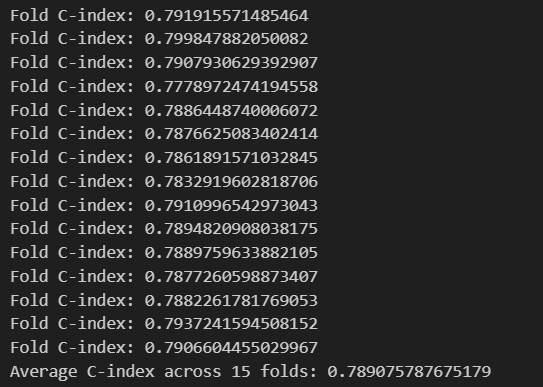 Fold C-index: 0.791915571485464
Fold C-index: 0.799847882050082
Fold C-index: 0.7907930629392907
Fold C-index: 0.7778972474194558
Fold C-index: 0.7886448740006072
Fold C-index: 0.7876625083402414
Fold C-index: 0.7861891571032845
Fold C-index: 0.7832919602818706
Fold C-index: 0.7910996542973043
Fold C-index: 0.7894820908038175
Fold C-index: 0.7889759633882105
Fold C-index: 0.7877260598873407
Fold C-index: 0.7882261781769053
Fold C-index: 0.7937241594508152
Fold C-index: 0.7906604455029967
Average C-index across 15 folds: 0.789075787675179